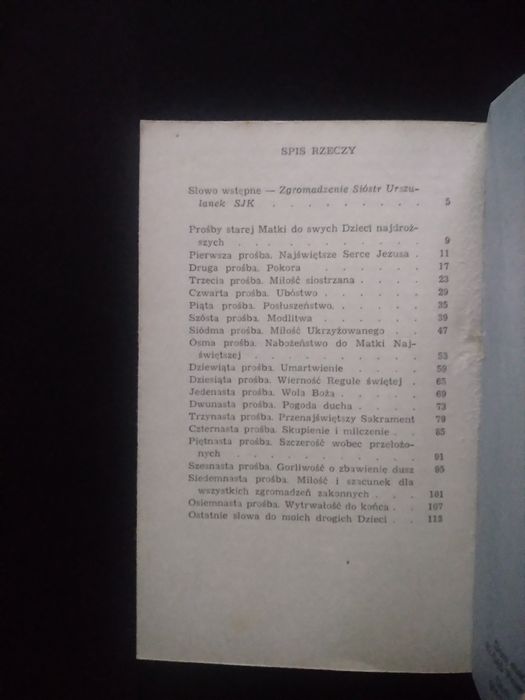 SPIS RZECZY
Słowo wstępne — Zgromadzenie Sióstr Urszu-
lanek SJK . . . . . . . . 5
Prośby starej Matki do swych Dzieci najdroż-
szych . . . . . . . . . . 9
Pierwsza prośba. Najświętsze Serce Jezusa . 11
Druga prośba. Pokora . . . . . 17
Trzecia prośba. Miłość siostrzana . . . . 23
Czwarta prośba. Ubóstwo . . . . . 29
Piąta prośba. Posłuszeństwo. . . . . 35
Szósta prośba. Modlitwa . . . . . 39
Siódma prośba. Miłość Ukrzyżowanego . . 47
Ósma prośba. Nabożeństwo do Matki Naj-
świętszej . . . . . . . . . 53
Dziewiąta prośba. Umartwienie . . . . 59
Dziesiąta prośba. Wierność Regule świętej . 65
Jedenasta prośba. Wola Boża . . . . 69
Dwunasta prośba. Pogoda ducha . . . . 73
Trzynasta prośba. Przenajświętszy Sakrament 79
Czternasta prośba. Skupienie i milczenie . . 85
Piętnasta prośba. Szczerość wobec przełożo-
nych . . . . . . . . . . 91
Szesnasta prośba. Gorliwość o zbawienie dusz 95
Siedemnasta prośba. Miłość i szacunek dla
wszystkich zgromadzeń zakonnych . . . 101
Osiemnasta prośba. Wytrwałość do końca . . 107
Ostatnie słowa do moich drogich Dzieci . . 113